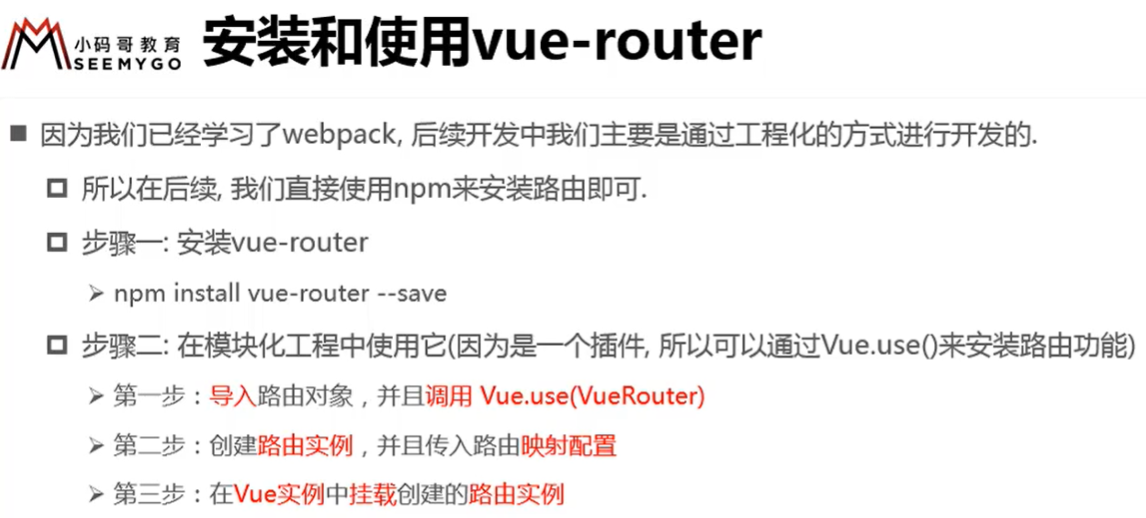 小码哥教育
SEEMYGO
安装和使用vue-router
因为我们已经学习了webpack, 后续开发中我们主要是通过工程化的方式进行开发的.
所以在后续, 我们直接使用npm来安装路由即可.
步骤一: 安装vue-router
npm install vue-router --save
步骤二: 在模块化工程中使用它(因为是一个插件, 所以可以通过Vue.use()来安装路由功能)
第一步：导入路由对象，并且调用 Vue.use(VueRouter)
第二步：创建路由实例，并且传入路由映射配置
第三步：在Vue实例中挂载创建的路由实例